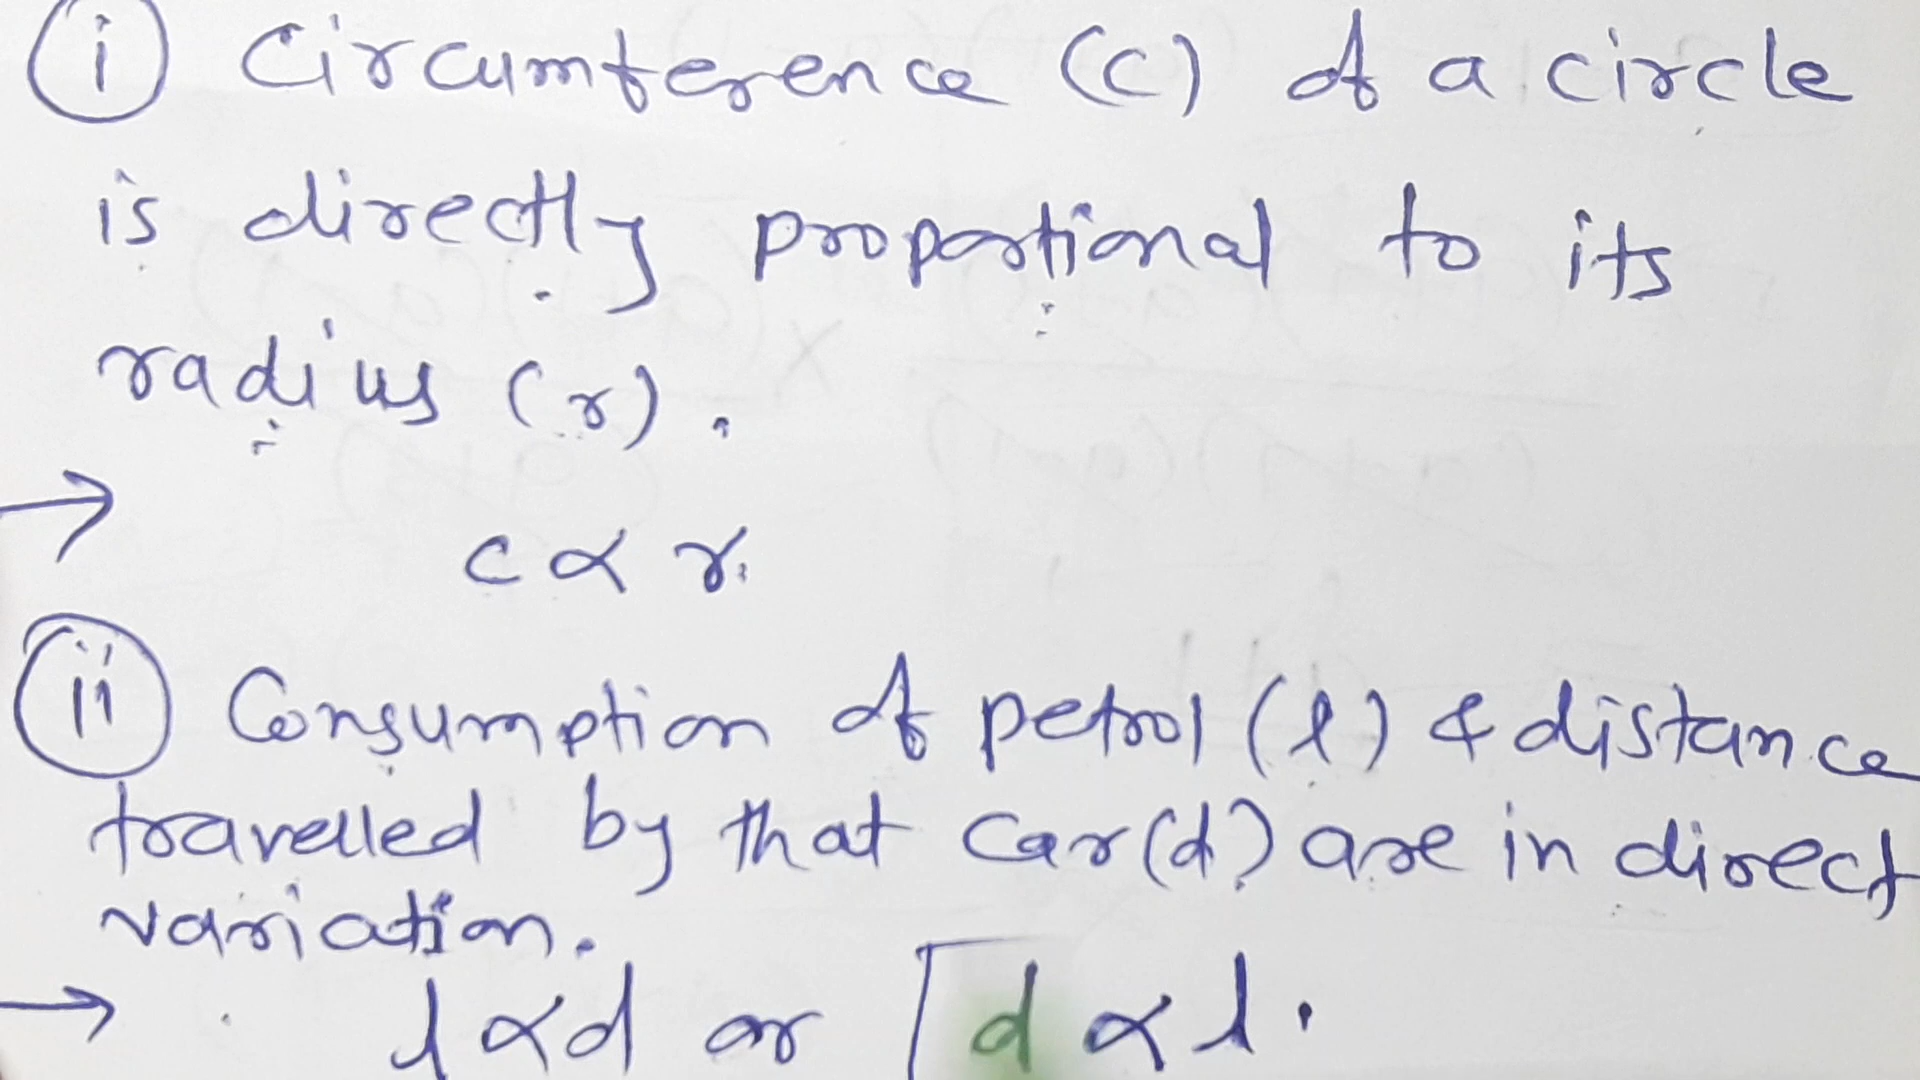 (i) Circumference (c) of a circle
is directly proportional to its
radius (r).
→ c ∝ r.
(ii) Consumption of petrol (l) & distance
travelled by that car (d) are in direct
variation.
→ l ∝ d or d ∝ l.